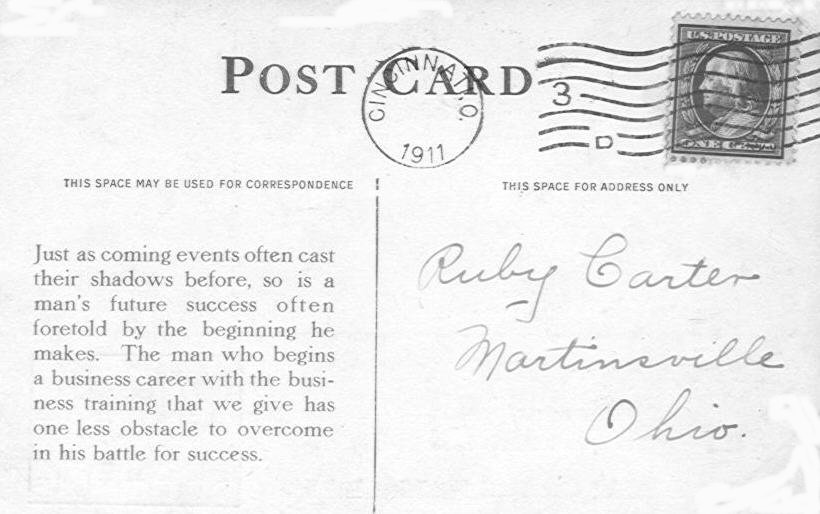 POST CARD
CINCINNATI, O.
1911
3
D
U.S. POSTAGE
ONE CENT
THIS SPACE MAY BE USED FOR CORRESPONDENCE
THIS SPACE FOR ADDRESS ONLY
Just as coming events often cast
their shadows before, so is a
man's future success often
foretold by the beginning he
makes. The man who begins
a business career with the busi-
ness training that we give has
one less obstacle to overcome
in his battle for success.
Ruby Carter
Martinsville
Ohio.